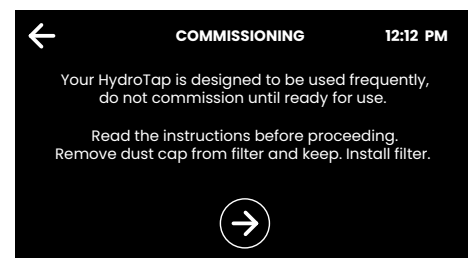 COMMISSIONING 12:12 PM
Your HydroTap is designed to be used frequently,
do not commission until ready for use.
Read the instructions before proceeding.
Remove dust cap from filter and keep. Install filter.